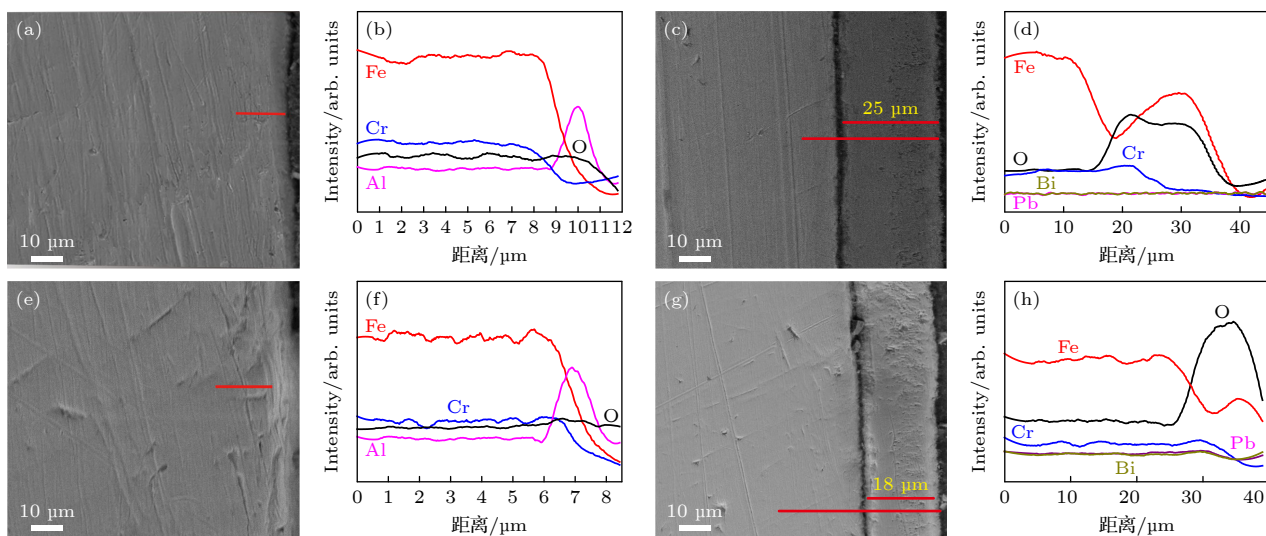 (a)
10 µm
(b)
Intensity/arb. units
Fe
Cr
O
Al
0 1 2 3 4 5 6 7 8 9 10 11 12
距离/µm
(c)
25 µm
10 µm
(d)
Intensity/arb. units
Fe
O
Cr
Bi
Pb
0 10 20 30 40
距离/µm
(e)
10 µm
(f)
Intensity/arb. units
Fe
Cr
O
Al
0 1 2 3 4 5 6 7 8
距离/µm
(g)
18 µm
10 µm
(h)
Intensity/arb. units
O
Fe
Cr
Pb
Bi
0 10 20 30 40
距离/µm